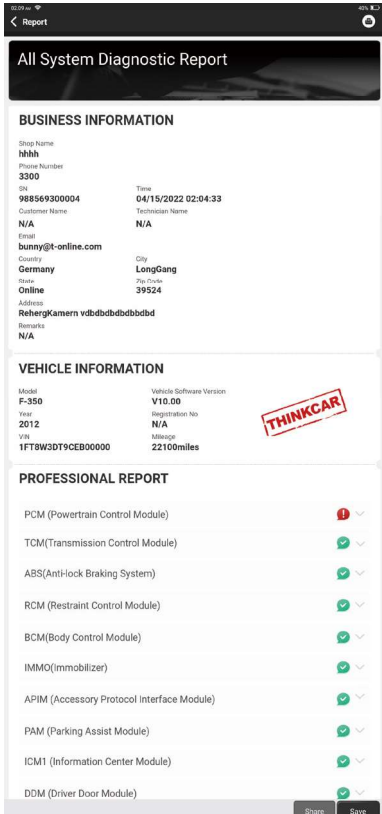 02:09 AM 40%
Report
All System Diagnostic Report
BUSINESS INFORMATION
Shop Name
hhhh
Phone Number
3300
SN Time
988569300004 04/15/2022 02:04:33
Customer Name Technician Name
N/A N/A
Email
bunny@t-online.com
Country City
Germany LongGang
State Zip Code
Online 39524
Address
RehergKamern vdbdbdbdbbdbd
Remarks
N/A
VEHICLE INFORMATION
Model Vehicle Software Version
F-350 V10.00
Year Registration No
2012 N/A
VIN Mileage
1FT8W3DT9CEB00000 22100miles
THINKCAR
PROFESSIONAL REPORT
PCM (Powertrain Control Module)
TCM(Transmission Control Module)
ABS(Anti-lock Braking System)
RCM (Restraint Control Module)
BCM(Body Control Module)
IMMO(Immobilizer)
APIM (Accessory Protocol Interface Module)
PAM (Parking Assist Module)
ICM1 (Information Center Module)
DDM (Driver Door Module)
Share Save